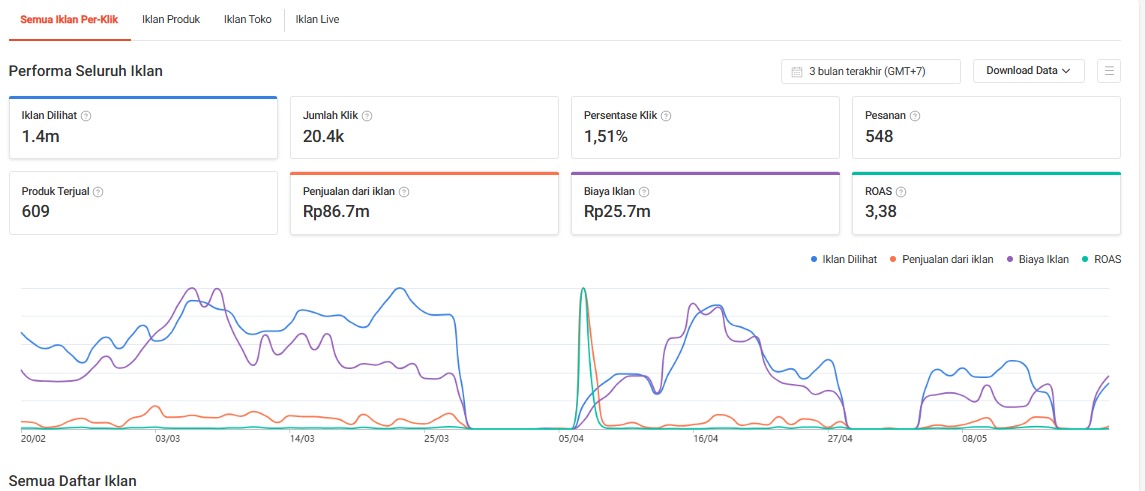 Semua Iklan Per-Klik Iklan Produk Iklan Toko Iklan Live
Performa Seluruh Iklan
3 bulan terakhir (GMT+7) Download Data
Iklan Dilihat Jumlah Klik Persentase Klik Pesanan
1.4m 20.4k 1,51% 548
Produk Terjual Penjualan dari iklan Biaya Iklan ROAS
609 Rp86.7m Rp25.7m 3,38
Iklan Dilihat Penjualan dari iklan Biaya Iklan ROAS
20/02 03/03 14/03 25/03 05/04 16/04 27/04 08/05
Semua Daftar Iklan